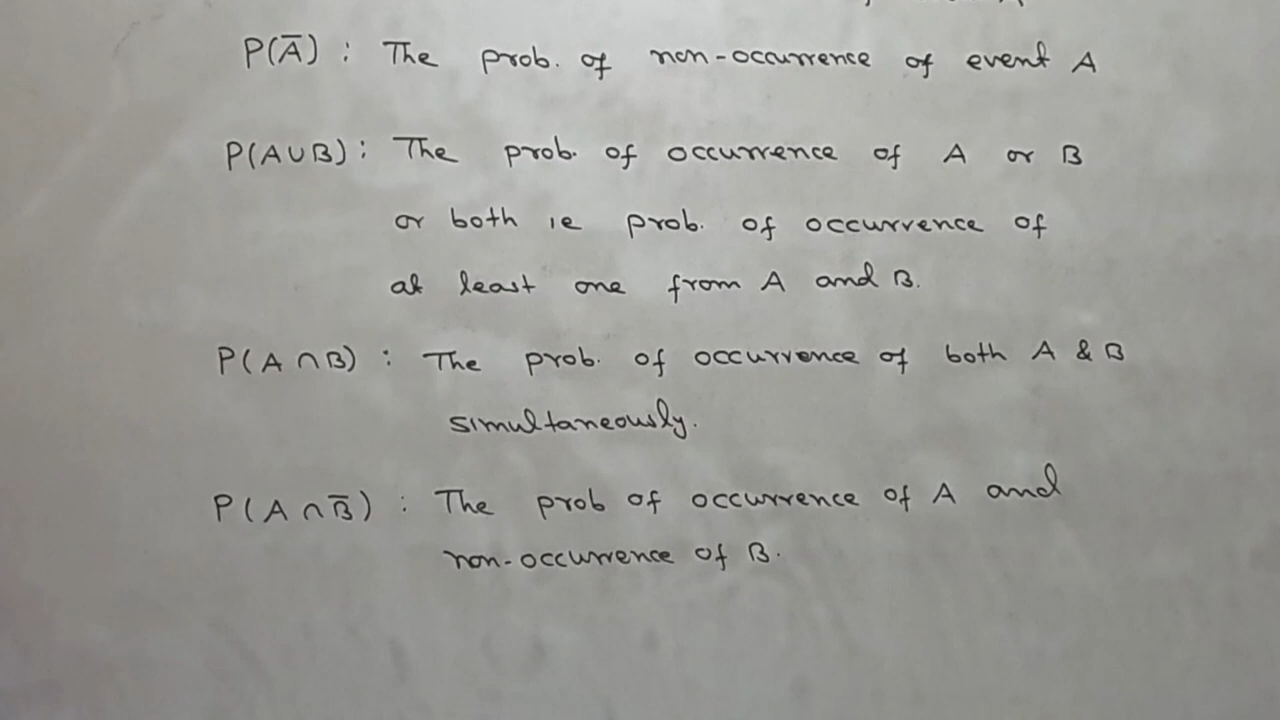 P(A̅) : The prob. of non-occurrence of event A
P(A∪B) : The prob. of occurrence of A or B
or both ie prob. of occurrence of
at least one from A and B.
P(A∩B) : The prob. of occurrence of both A & B
simultaneously.
P(A∩B̅) : The prob of occurrence of A and
non-occurrence of B.